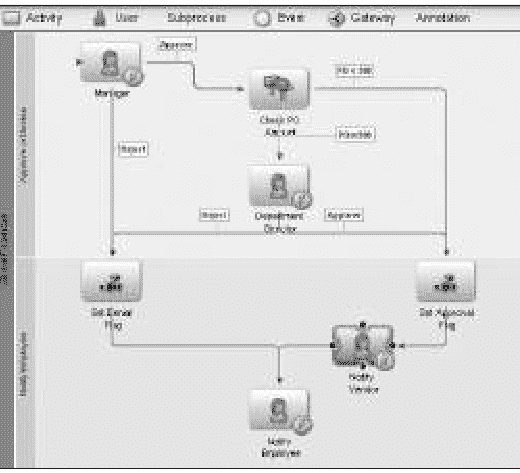 Activity User Subprocess Event Gateway Annotation
Approve
Manager
Check PO
Amount
Reject
Department
Director
Reject Approve
Set Denial
Flag
Set Approval
Flag
Notify
Vendor
Notify
Employee